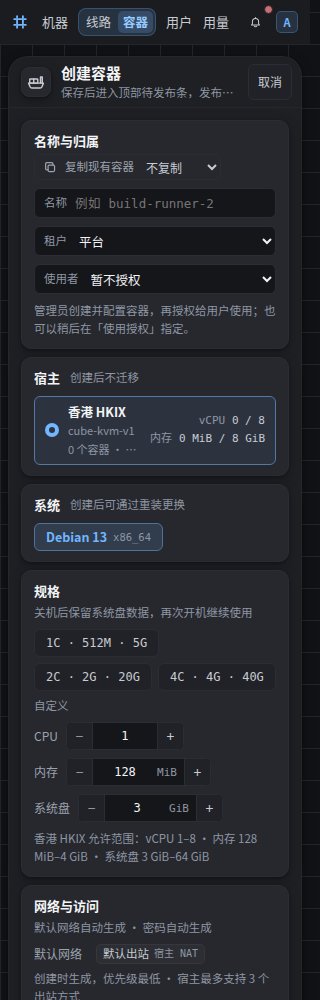 机器 线路 容器 用户 用量 A
创建容器
保存后进入顶部待发布条，发布⋯
取消
名称与归属
复制现有容器 不复制
名称 例如 build-runner-2
租户 平台
使用者 暂不授权
管理员创建并配置容器，再授权给用户使用；也
可以稍后在「使用授权」指定。
宿主 创建后不迁移
香港 HKIX
cube-kvm-v1
0 个容器 · ⋯
vCPU 0 / 8
内存 0 MiB / 8 GiB
系统 创建后可通过重装更换
Debian 13 x86_64
规格
关机后保留系统盘数据，再次开机继续使用
1C · 512M · 5G
2C · 2G · 20G 4C · 4G · 40G
自定义
CPU − 1 +
内存 − 128 MiB +
系统盘 − 3 GiB +
香港 HKIX 允许范围：vCPU 1–8 · 内存 128
MiB–4 GiB · 系统盘 3 GiB–64 GiB
网络与访问
默认网络自动生成 · 密码自动生成
默认网络 默认出站 宿主 NAT
创建时生成，优先级最低 · 宿主最多支持 3 个
出站方式